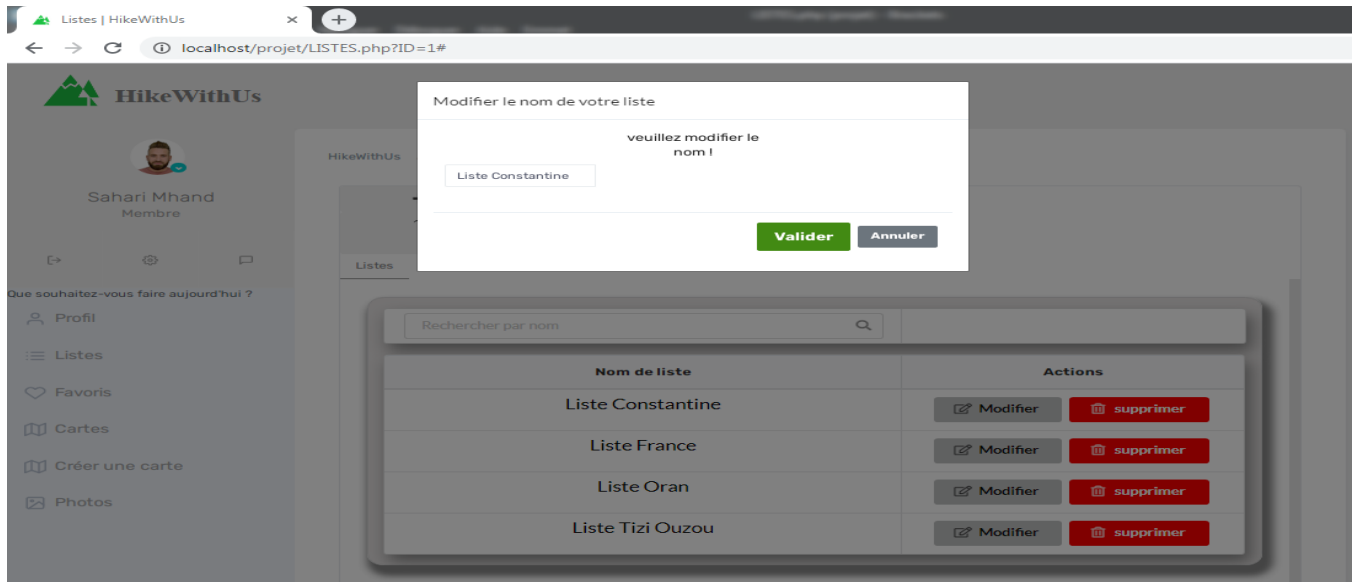 Listes | HikeWithUs
localhost/projet/LISTES.php?ID=1#
HikeWithUs
Sahari Mhand
Membre
Que souhaitez-vous faire aujourd'hui ?
Profil
Listes
Favoris
Cartes
Créer une carte
Photos
HikeWithUs
Modifier le nom de votre liste
veuillez modifier le
nom !
Liste Constantine
Valider Annuler
Listes
Rechercher par nom
Nom de liste Actions
Liste Constantine Modifier supprimer
Liste France Modifier supprimer
Liste Oran Modifier supprimer
Liste Tizi Ouzou Modifier supprimer